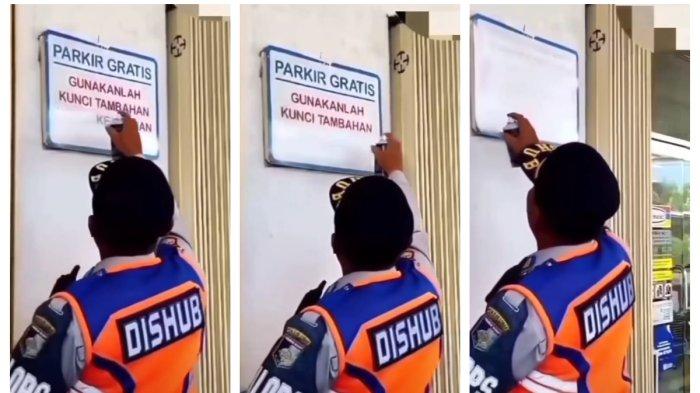 PARKIR GRATIS
GUNAKANLAH
KUNCI TAMBAHAN
DISHUB
PARKIR GRATIS
GUNAKANLAH
KUNCI TAMBAHAN
DISHUB
DISHUB